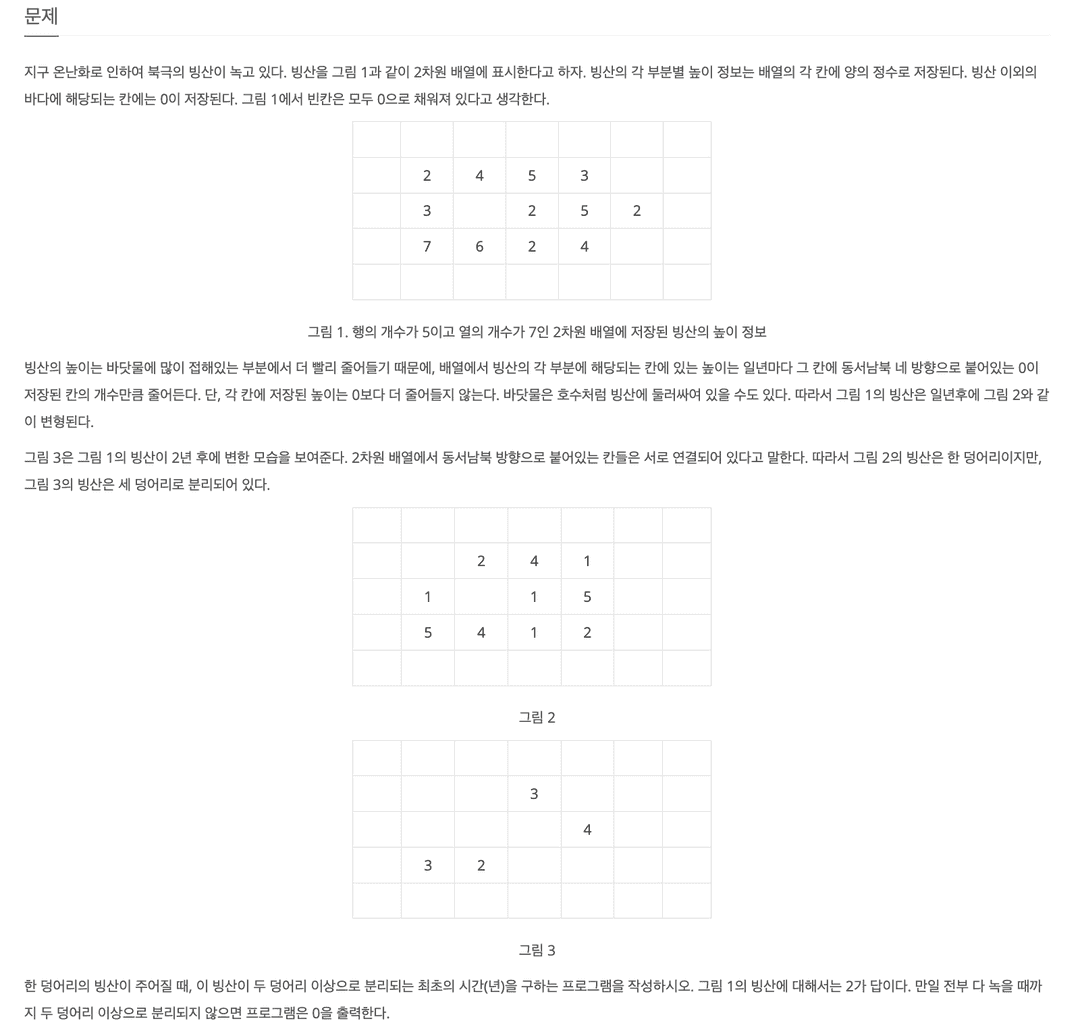 문제
지구 온난화로 인하여 북극의 빙산이 녹고 있다. 빙산을 그림 1과 같이 2차원 배열에 표시한다고 하자. 빙산의 각 부분별 높이 정보는 배열의 각 칸에 양의 정수로 저장된다. 빙산 이외의
바다에 해당되는 칸에는 0이 저장된다. 그림 1에서 빈칸은 모두 0으로 채워져 있다고 생각한다.
2 4 5 3
3 2 5 2
7 6 2 4
그림 1. 행의 개수가 5이고 열의 개수가 7인 2차원 배열에 저장된 빙산의 높이 정보
빙산의 높이는 바닷물에 많이 접해있는 부분에서 더 빨리 줄어들기 때문에, 배열에서 빙산의 각 부분에 해당되는 칸에 있는 높이는 일년마다 그 칸에 동서남북 네 방향으로 붙어있는 0이
저장된 칸의 개수만큼 줄어든다. 단, 각 칸에 저장된 높이는 0보다 더 줄어들지 않는다. 바닷물은 호수처럼 빙산에 둘러싸여 있을 수도 있다. 따라서 그림 1의 빙산은 일년후에 그림 2와 같
이 변형된다.
그림 3은 그림 1의 빙산이 2년 후에 변한 모습을 보여준다. 2차원 배열에서 동서남북 방향으로 붙어있는 칸들은 서로 연결되어 있다고 말한다. 따라서 그림 2의 빙산은 한 덩어리이지만,
그림 3의 빙산은 세 덩어리로 분리되어 있다.
2 4 1
1 1 5
5 4 1 2
그림 2
3
4
3 2
그림 3
한 덩어리의 빙산이 주어질 때, 이 빙산이 두 덩어리 이상으로 분리되는 최초의 시간(년)을 구하는 프로그램을 작성하시오. 그림 1의 빙산에 대해서는 2가 답이다. 만일 전부 다 녹을 때까
지 두 덩어리 이상으로 분리되지 않으면 프로그램은 0을 출력한다.